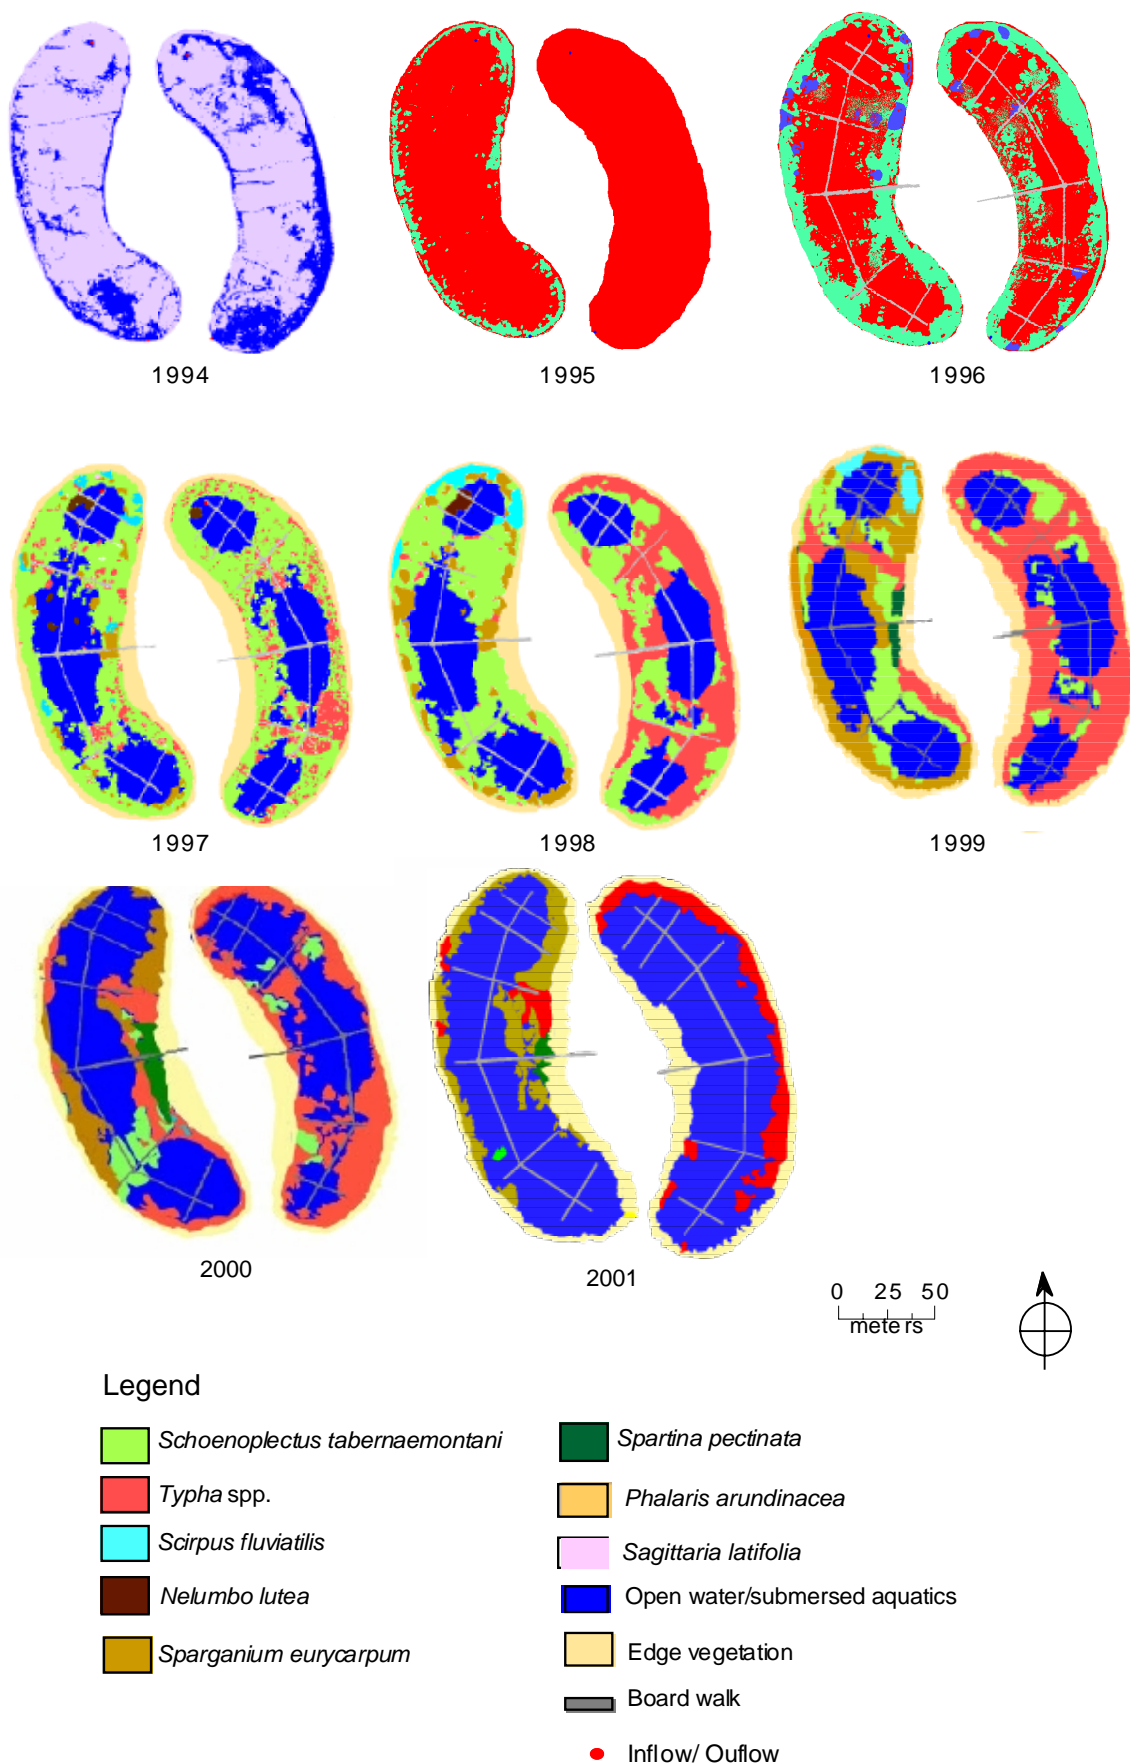 1994
1995
1996
1997
1998
1999
2000
2001
0 25 50
meters
Legend
Schoenoplectus tabernaemontani
Typha spp.
Scirpus fluviatilis
Nelumbo lutea
Sparganium eurycarpum
Spartina pectinata
Phalaris arundinacea
Sagittaria latifolia
Open water/submersed aquatics
Edge vegetation
Board walk
Inflow/ Ouflow